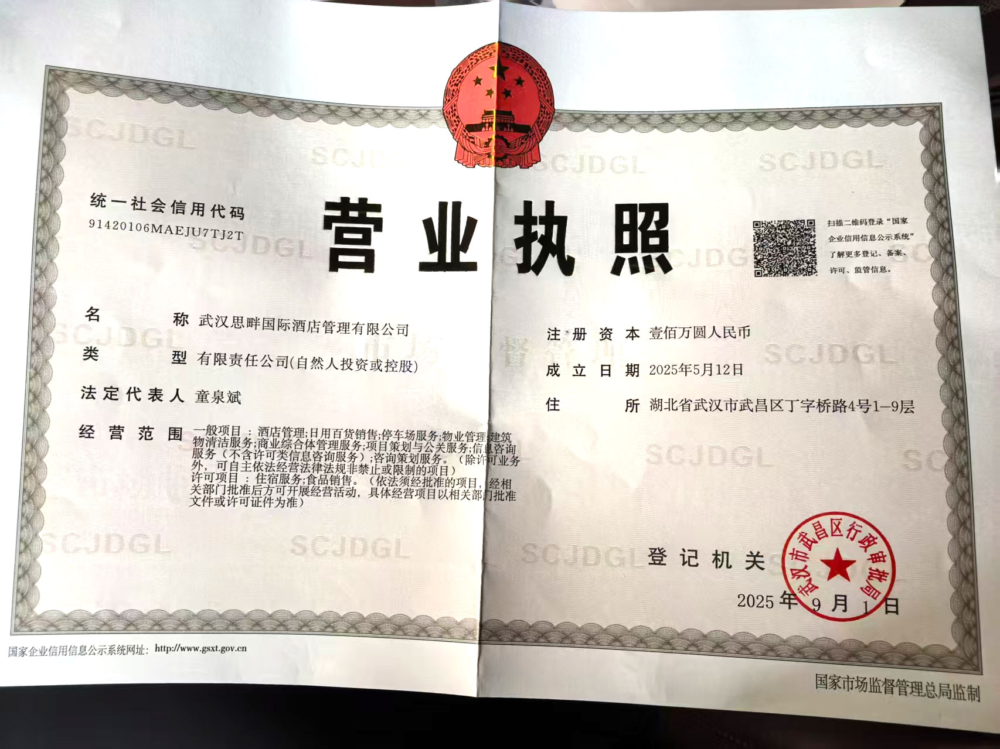 SCJDGL
SCJDGL
SCJDGL
统一社会信用代码
91420106MAEJU7TJ2T
营业执照
扫描二维码登录“国家
企业信用信息公示系统”
了解更多登记、备案、
许可、监管信息。
SCJDGL
名称 武汉思畔国际酒店管理有限公司
类型 有限责任公司(自然人投资或控股)
法定代表人 童泉斌
经营范围 一般项目：酒店管理;日用百货销售;停车场服务;物业管理;建筑
物清洁服务;商业综合体管理服务;项目策划与公关服务;信息咨询
服务（不含许可类信息咨询服务）;咨询策划服务。（除许可业务
外，可自主依法经营法律法规非禁止或限制的项目）
许可项目：住宿服务;食品销售。（依法须经批准的项目，经相
关部门批准后方可开展经营活动，具体经营项目以相关部门批准
文件或许可证件为准）
注册资本 壹佰万圆人民币
成立日期 2025年5月12日
住所 湖北省武汉市武昌区丁字桥路4号1—9层
SCJDGL
SCJDGL
SCJDGL
SCJDGL
SCJDGL
SCJDGL
登记机关
武汉市武昌区行政审批局
2025年9月1日
国家企业信用信息公示系统网址：http://www.gsxt.gov.cn
国家市场监督管理总局监制